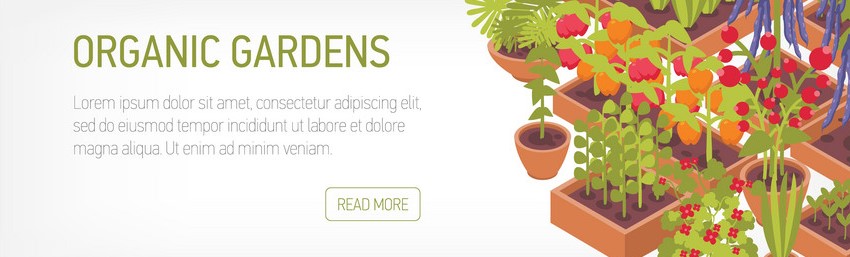 ORGANIC GARDENS
Lorem ipsum dolor sit amet, consectetur adipiscing elit,
sed do eiusmod tempor incididunt ut labore et dolore
magna aliqua. Ut enim ad minim veniam.
READ MORE